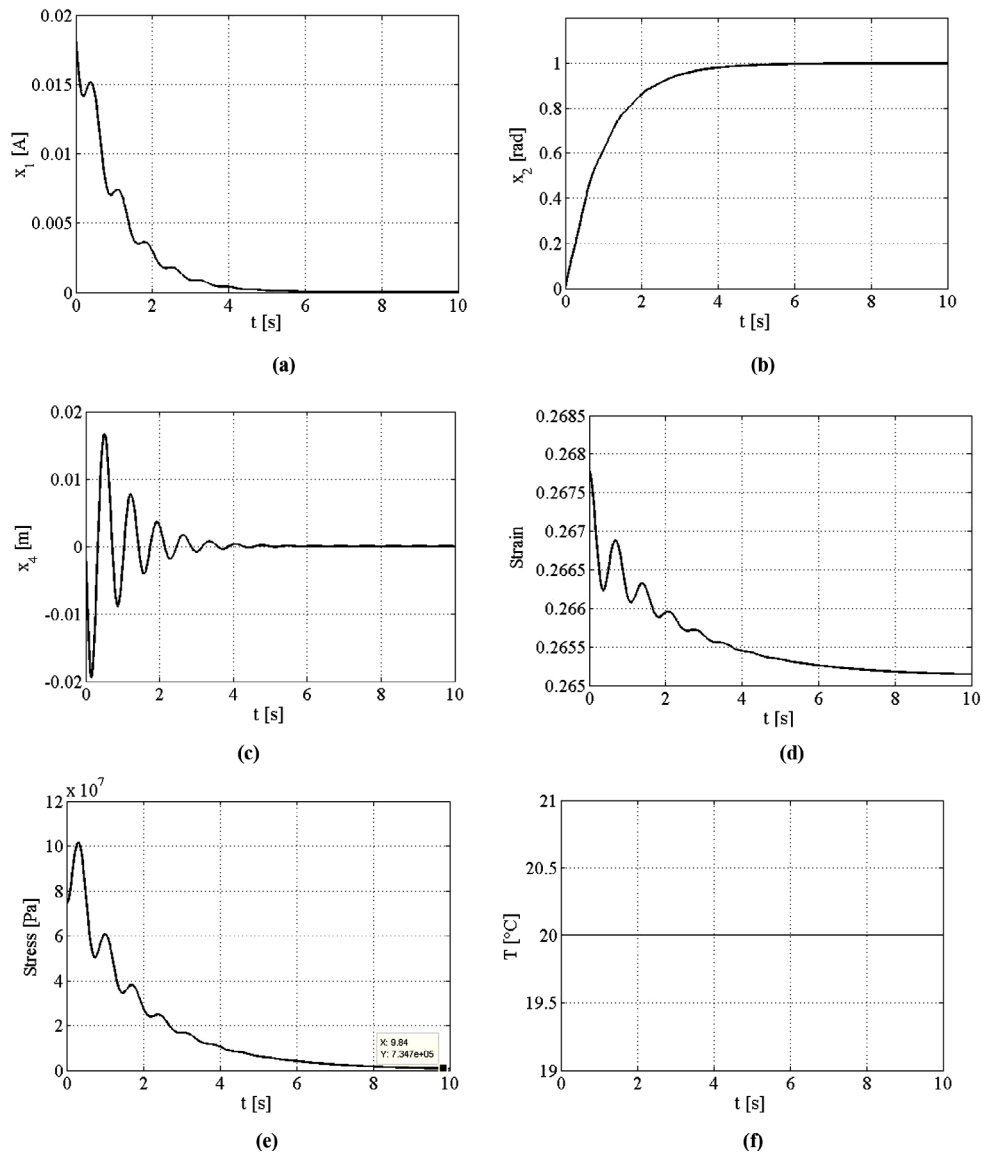 0.02
0.015
0.01
0.005
0
x1 [A]
0 2 4 6 8 10
t [s]
(a)
1
0.8
0.6
0.4
0.2
0
x2 [rad]
0 2 4 6 8 10
t [s]
(b)
0.02
0.01
0
-0.01
-0.02
x4 [m]
0 2 4 6 8 10
t [s]
(c)
0.2685
0.268
0.2675
0.267
0.2665
0.266
0.2655
0.265
Strain
0 2 4 6 8 10
t [s]
(d)
x 10^7
12
10
8
6
4
2
0
Stress [Pa]
X: 9.84
Y: 7.347e+05
0 2 4 6 8 10
t [s]
(e)
21
20.5
20
19.5
19
T [°C]
0 2 4 6 8 10
t [s]
(f)